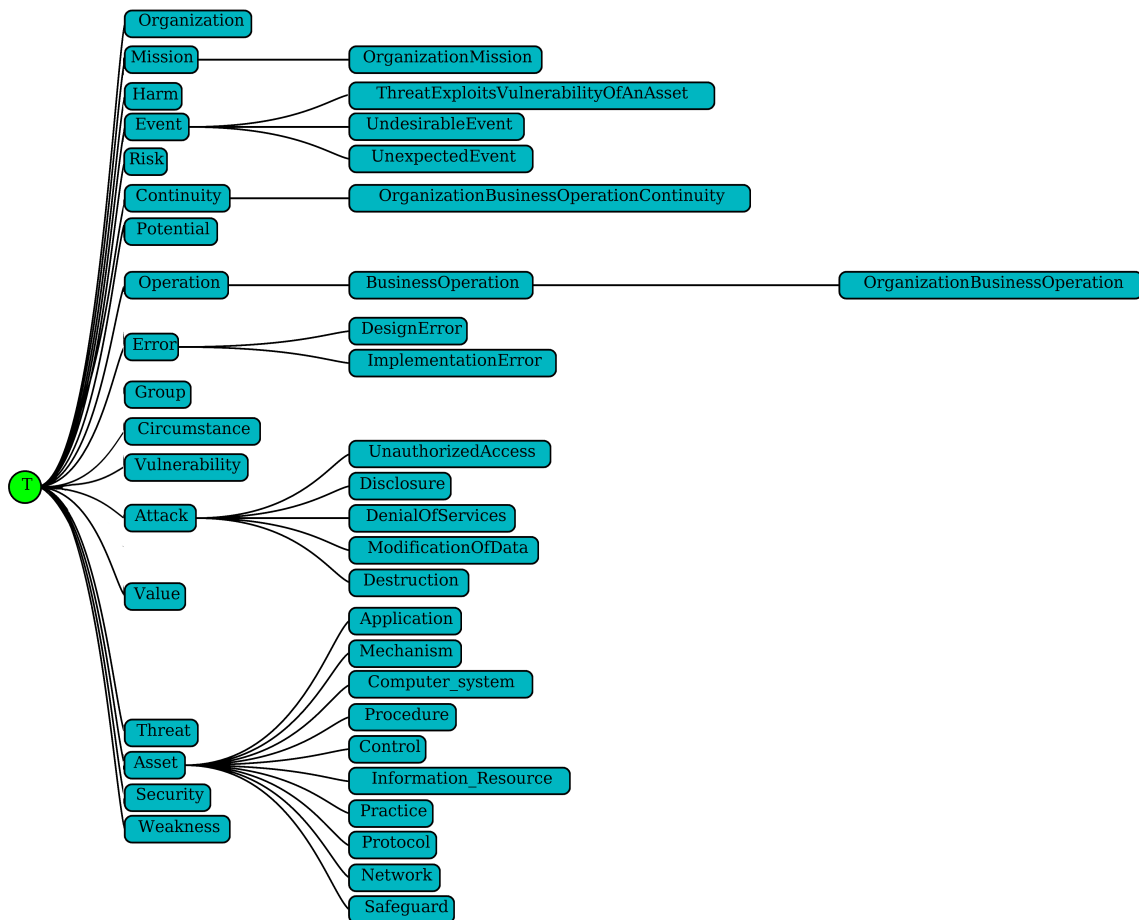 Organization
Mission
OrganizationMission
Harm
ThreatExploitsVulnerabilityOfAnAsset
Event
UndesirableEvent
UnexpectedEvent
Risk
Continuity
OrganizationBusinessOperationContinuity
Potential
Operation
BusinessOperation
OrganizationBusinessOperation
Error
DesignError
ImplementationError
Group
Circumstance
Vulnerability
T
Attack
UnauthorizedAccess
Disclosure
DenialOfServices
ModificationOfData
Destruction
Value
Threat
Asset
Security
Weakness
Application
Mechanism
Computer_system
Procedure
Control
Information_Resource
Practice
Protocol
Network
Safeguard